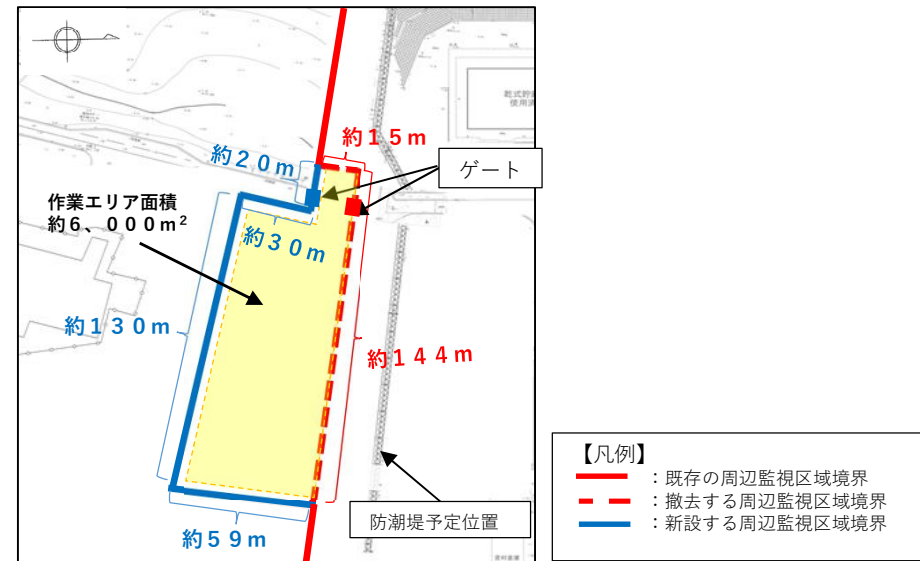 乾式貯
使用済
約15m
約20m
ゲート
作業エリア面積
約6、000m²
約30m
約130m
約144m
防潮堤予定位置
約59m
【凡例】
：既存の周辺監視区域境界
：撤去する周辺監視区域境界
：新設する周辺監視区域境界